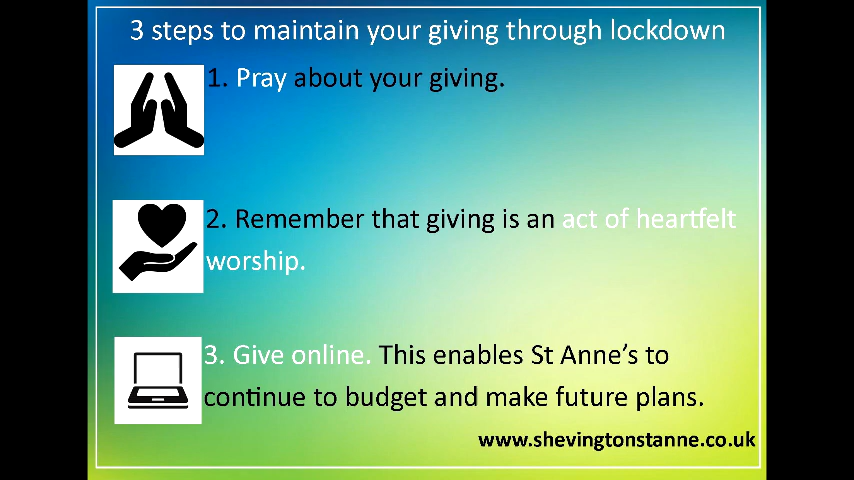 3 steps to maintain your giving through lockdown
1. Pray about your giving.
2. Remember that giving is an act of heartfelt
worship.
3. Give online. This enables St Anne’s to
continue to budget and make future plans.
www.shevingtonstanne.co.uk